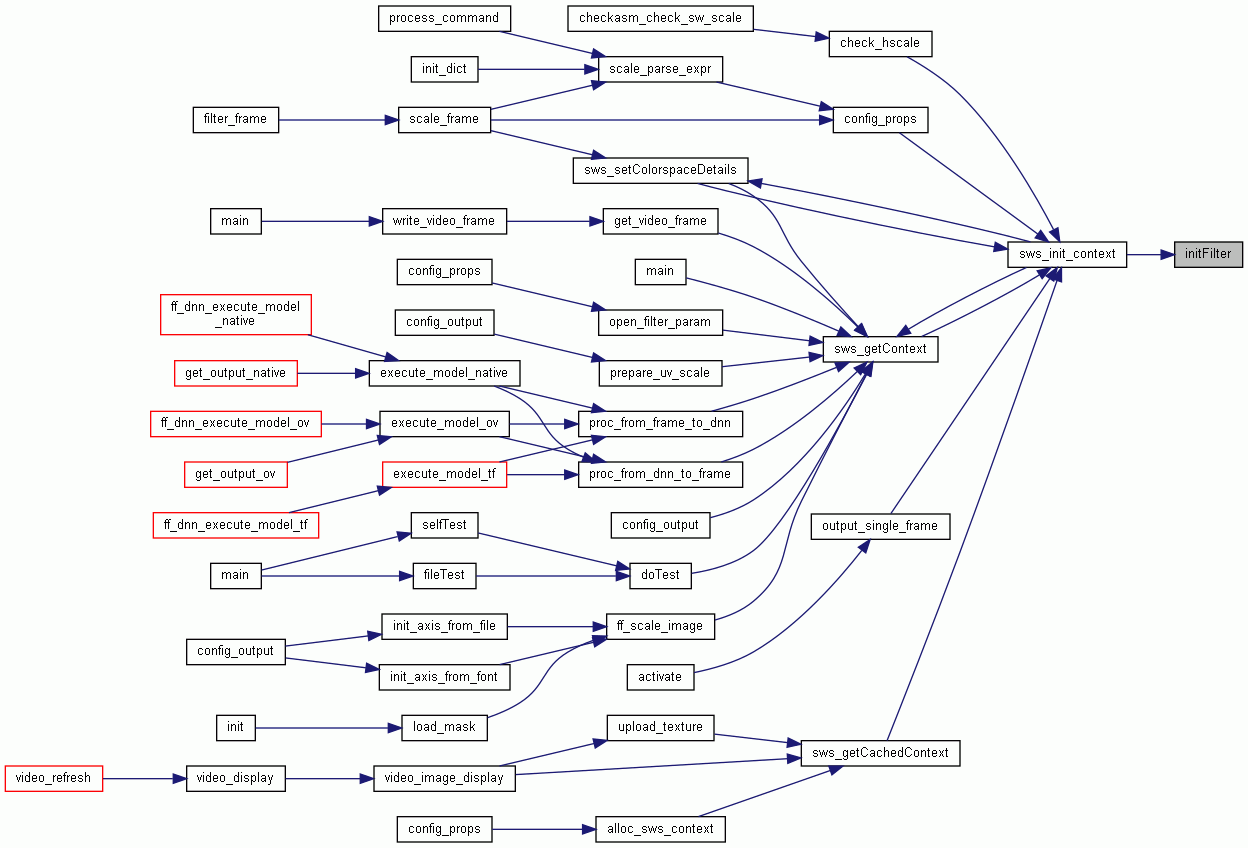 process_command
checkasm_check_sw_scale
check_hscale
init_dict
scale_parse_expr
filter_frame
scale_frame
config_props
sws_setColorspaceDetails
main
write_video_frame
get_video_frame
sws_init_context
initFilter
config_props
main
ff_dnn_execute_model
_native
config_output
open_filter_param
sws_getContext
get_output_native
execute_model_native
prepare_uv_scale
ff_dnn_execute_model_ov
execute_model_ov
proc_from_frame_to_dnn
get_output_ov
execute_model_tf
proc_from_dnn_to_frame
ff_dnn_execute_model_tf
selfTest
config_output
output_single_frame
main
fileTest
doTest
config_output
init_axis_from_file
ff_scale_image
init_axis_from_font
activate
init
load_mask
upload_texture
sws_getCachedContext
video_refresh
video_display
video_image_display
config_props
alloc_sws_context